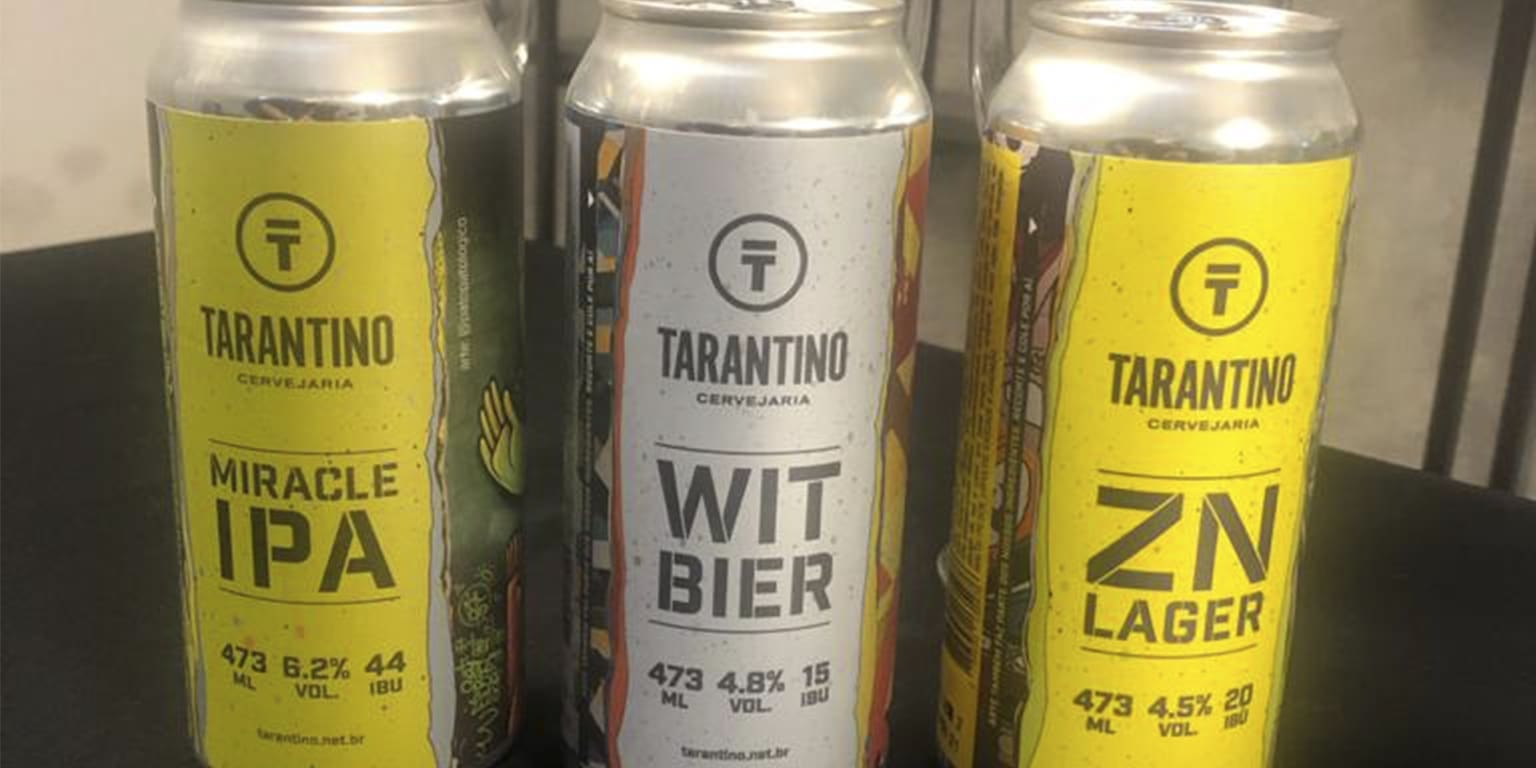 T
TARANTINO
CERVEJARIA
MIRACLE
IPA
473 6.2% 44
ML VOL. IBU
tarantino.net.br
T
TARANTINO
CERVEJARIA
WIT
BIER
473 4.8% 15
ML VOL. IBU
tarantino.net.br
T
TARANTINO
CERVEJARIA
ZN
LAGER
473 4.5% 20
ML VOL. IBU